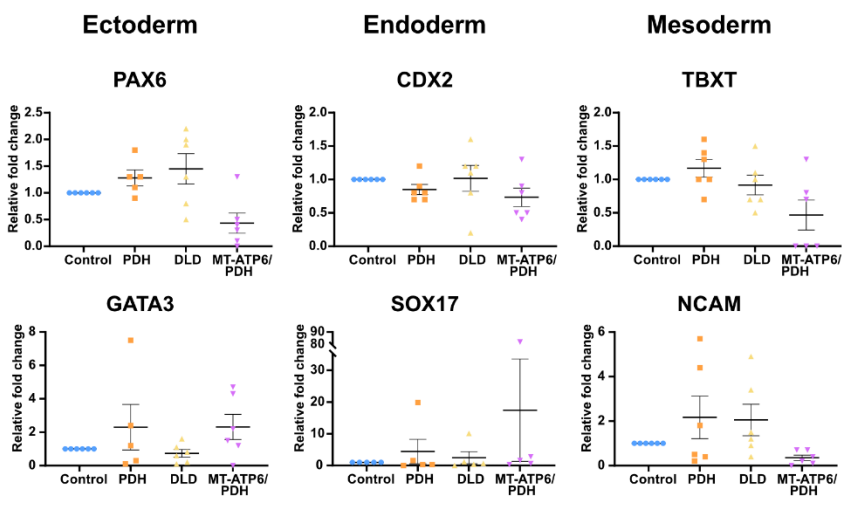 Ectoderm Endoderm Mesoderm
PAX6 CDX2 TBXT
Relative fold change
2.5
2.0
1.5
1.0
0.5
0.0
Control PDH DLD MT-ATP6/
PDH
Relative fold change
2.0
1.5
1.0
0.5
0.0
Control PDH DLD MT-ATP6/
PDH
Relative fold change
2.0
1.5
1.0
0.5
0.0
Control PDH DLD MT-ATP6/
PDH
GATA3 SOX17 NCAM
Relative fold change
8
6
4
2
0
Control PDH DLD MT-ATP6/
PDH
Relative fold change
90
80
30
20
10
0
Control PDH DLD MT-ATP6/
PDH
Relative fold change
6
4
2
0
Control PDH DLD MT-ATP6/
PDH